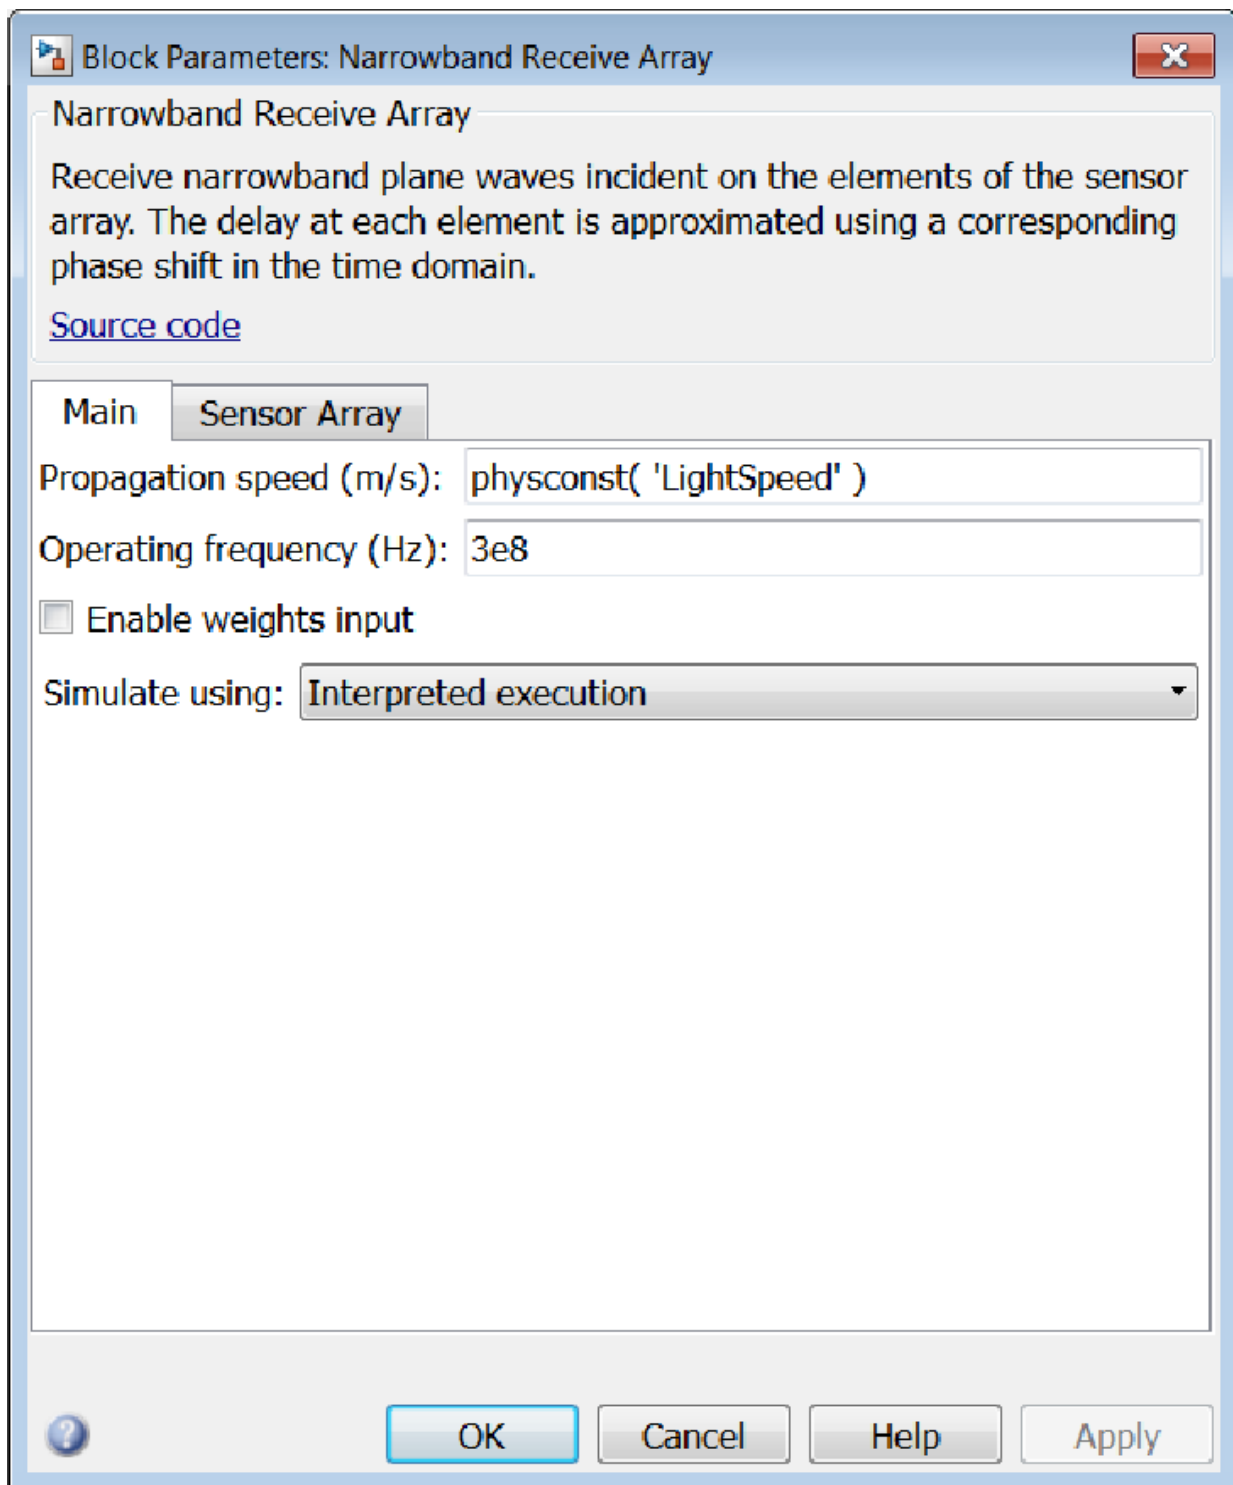 Block Parameters: Narrowband Receive Array
Narrowband Receive Array
Receive narrowband plane waves incident on the elements of the sensor
array. The delay at each element is approximated using a corresponding
phase shift in the time domain.
Source code
Main Sensor Array
Propagation speed (m/s): physconst( 'LightSpeed' )
Operating frequency (Hz): 3e8
Enable weights input
Simulate using: Interpreted execution
? OK Cancel Help Apply